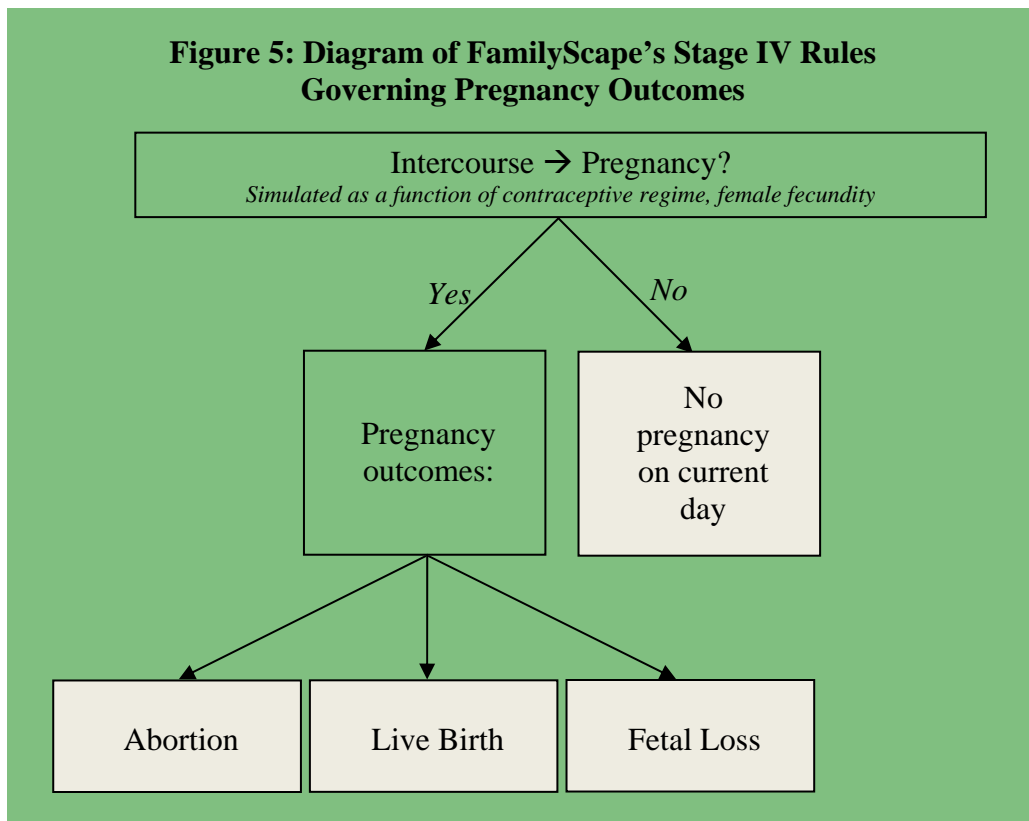 Figure 5: Diagram of FamilyScape's Stage IV Rules
Governing Pregnancy Outcomes
Intercourse → Pregnancy?
Simulated as a function of contraceptive regime, female fecundity
Yes
No
Pregnancy
outcomes:
No
pregnancy
on current
day
Abortion
Live Birth
Fetal Loss